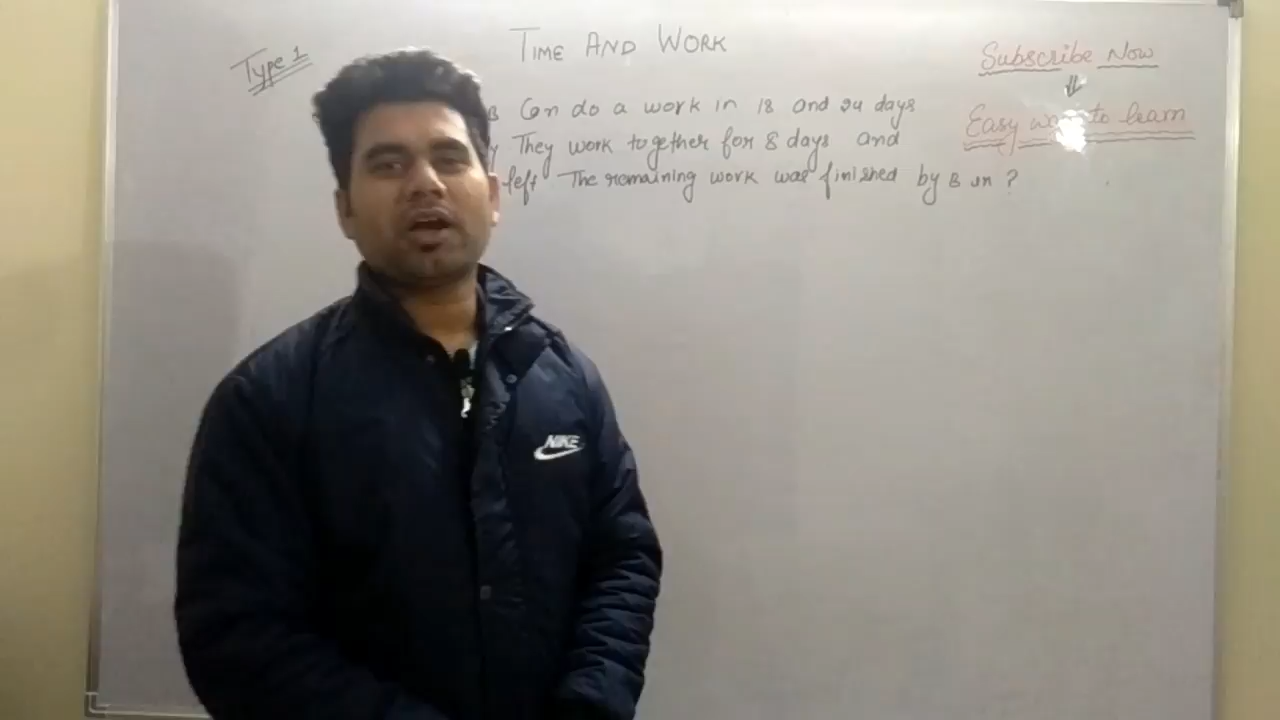 Type 1
TIME AND WORK
Subscribe Now
⇓
Easy way to learn
B Can do a work in 18 and 24 days
y They work together for 8 days and
left The remaining work was finished by B in ?
NIKE